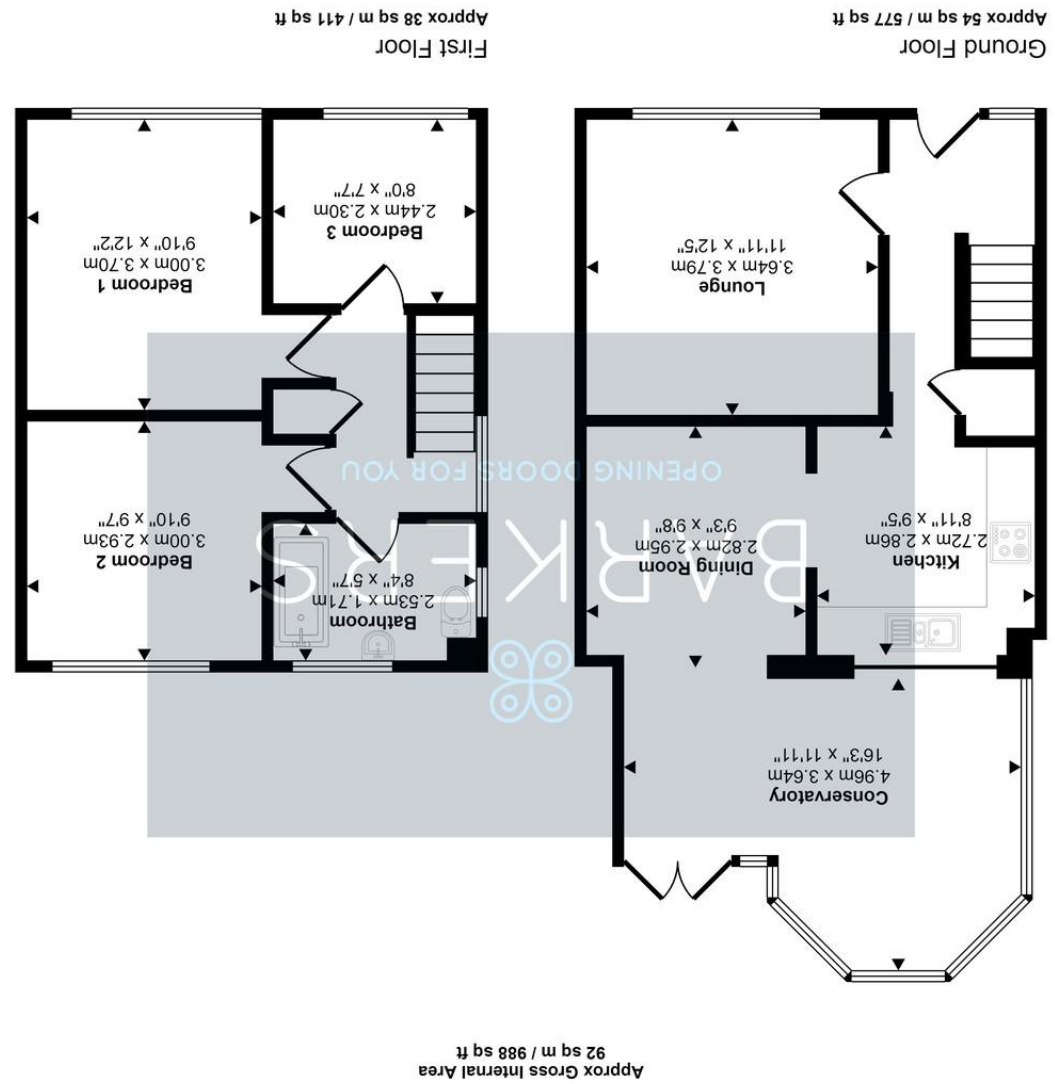 Approx Gross Internal Area
92 sq m / 988 sq ft
Conservatory
4.96m x 3.64m
16'3" x 11'11"
Kitchen
2.72m x 2.86m
8'11" x 9'5"
Dining Room
2.82m x 2.95m
9'3" x 9'8"
Lounge
3.64m x 3.79m
11'11" x 12'5"
Ground Floor
Approx 54 sq m / 577 sq ft
Bathroom
2.53m x 1.71m
8'4" x 5'7"
Bedroom 2
3.00m x 2.93m
9'10" x 9'7"
Bedroom 3
2.44m x 2.30m
8'0" x 7'7"
Bedroom 1
3.00m x 3.70m
9'10" x 12'2"
First Floor
Approx 38 sq m / 411 sq ft
BARKERS
OPENING DOORS FOR YOU